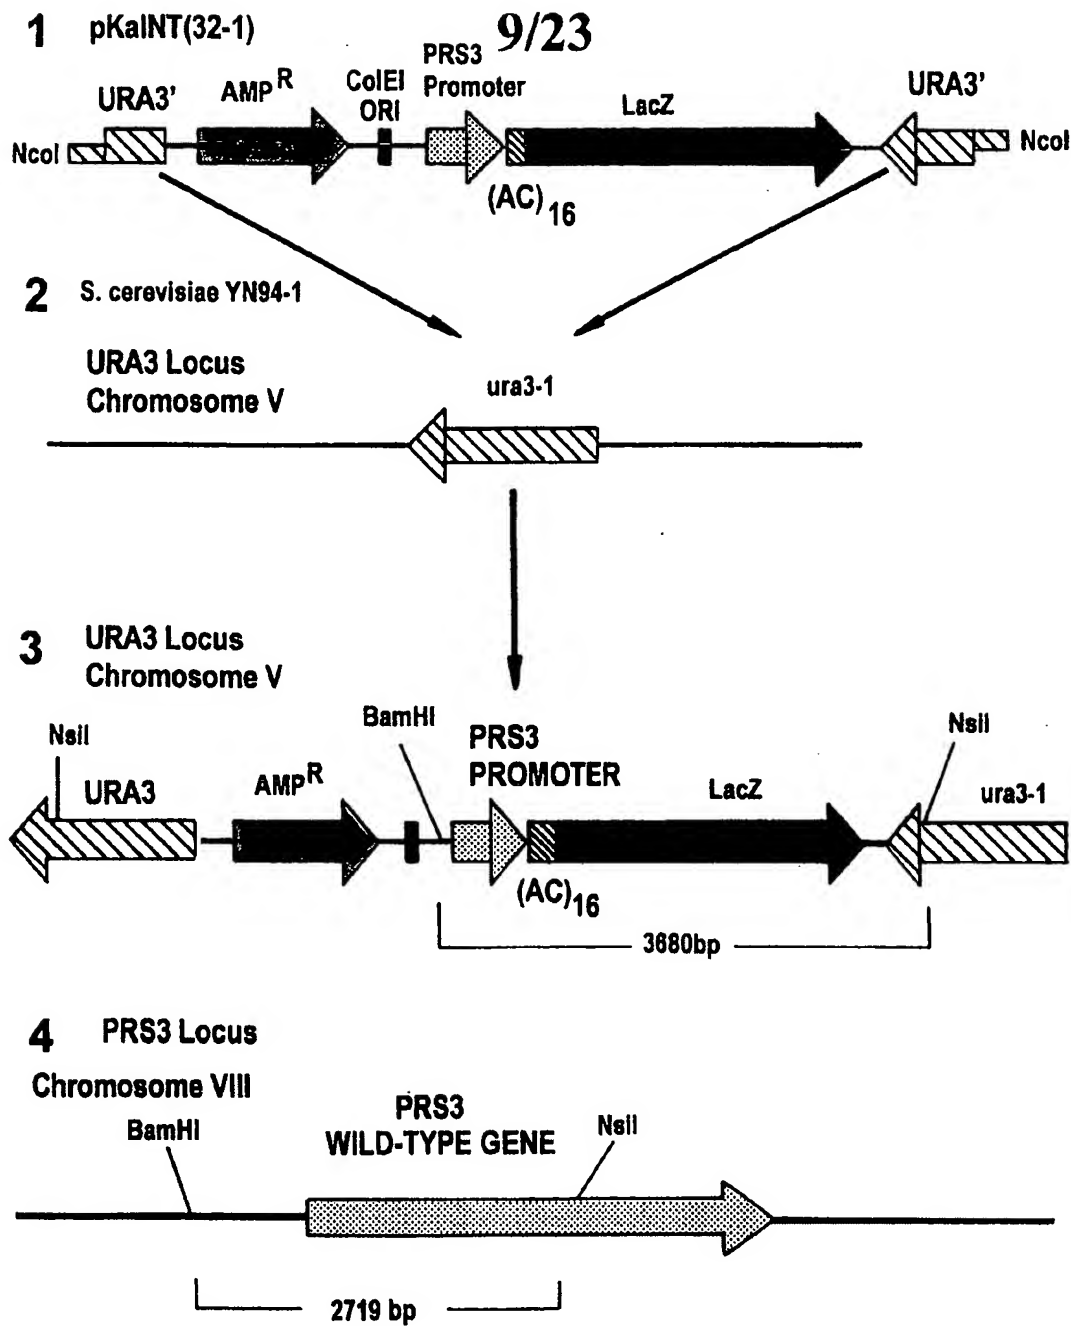 1 pKaINT(32-1) 9/23
PRS3
Promoter
URA3'
AMP R
ColEI
ORI
LacZ
URA3'
NcoI
NcoI
(AC)16
2 S. cerevisiae YN94-1
URA3 Locus
Chromosome V
ura3-1
3 URA3 Locus
Chromosome V
NsiI
BamHI
PRS3
PROMOTER
NsiI
URA3
AMPR
LacZ
ura3-1
(AC)16
3680bp
4 PRS3 Locus
Chromosome VIII
BamHI
PRS3
WILD-TYPE GENE
NsiI
2719 bp